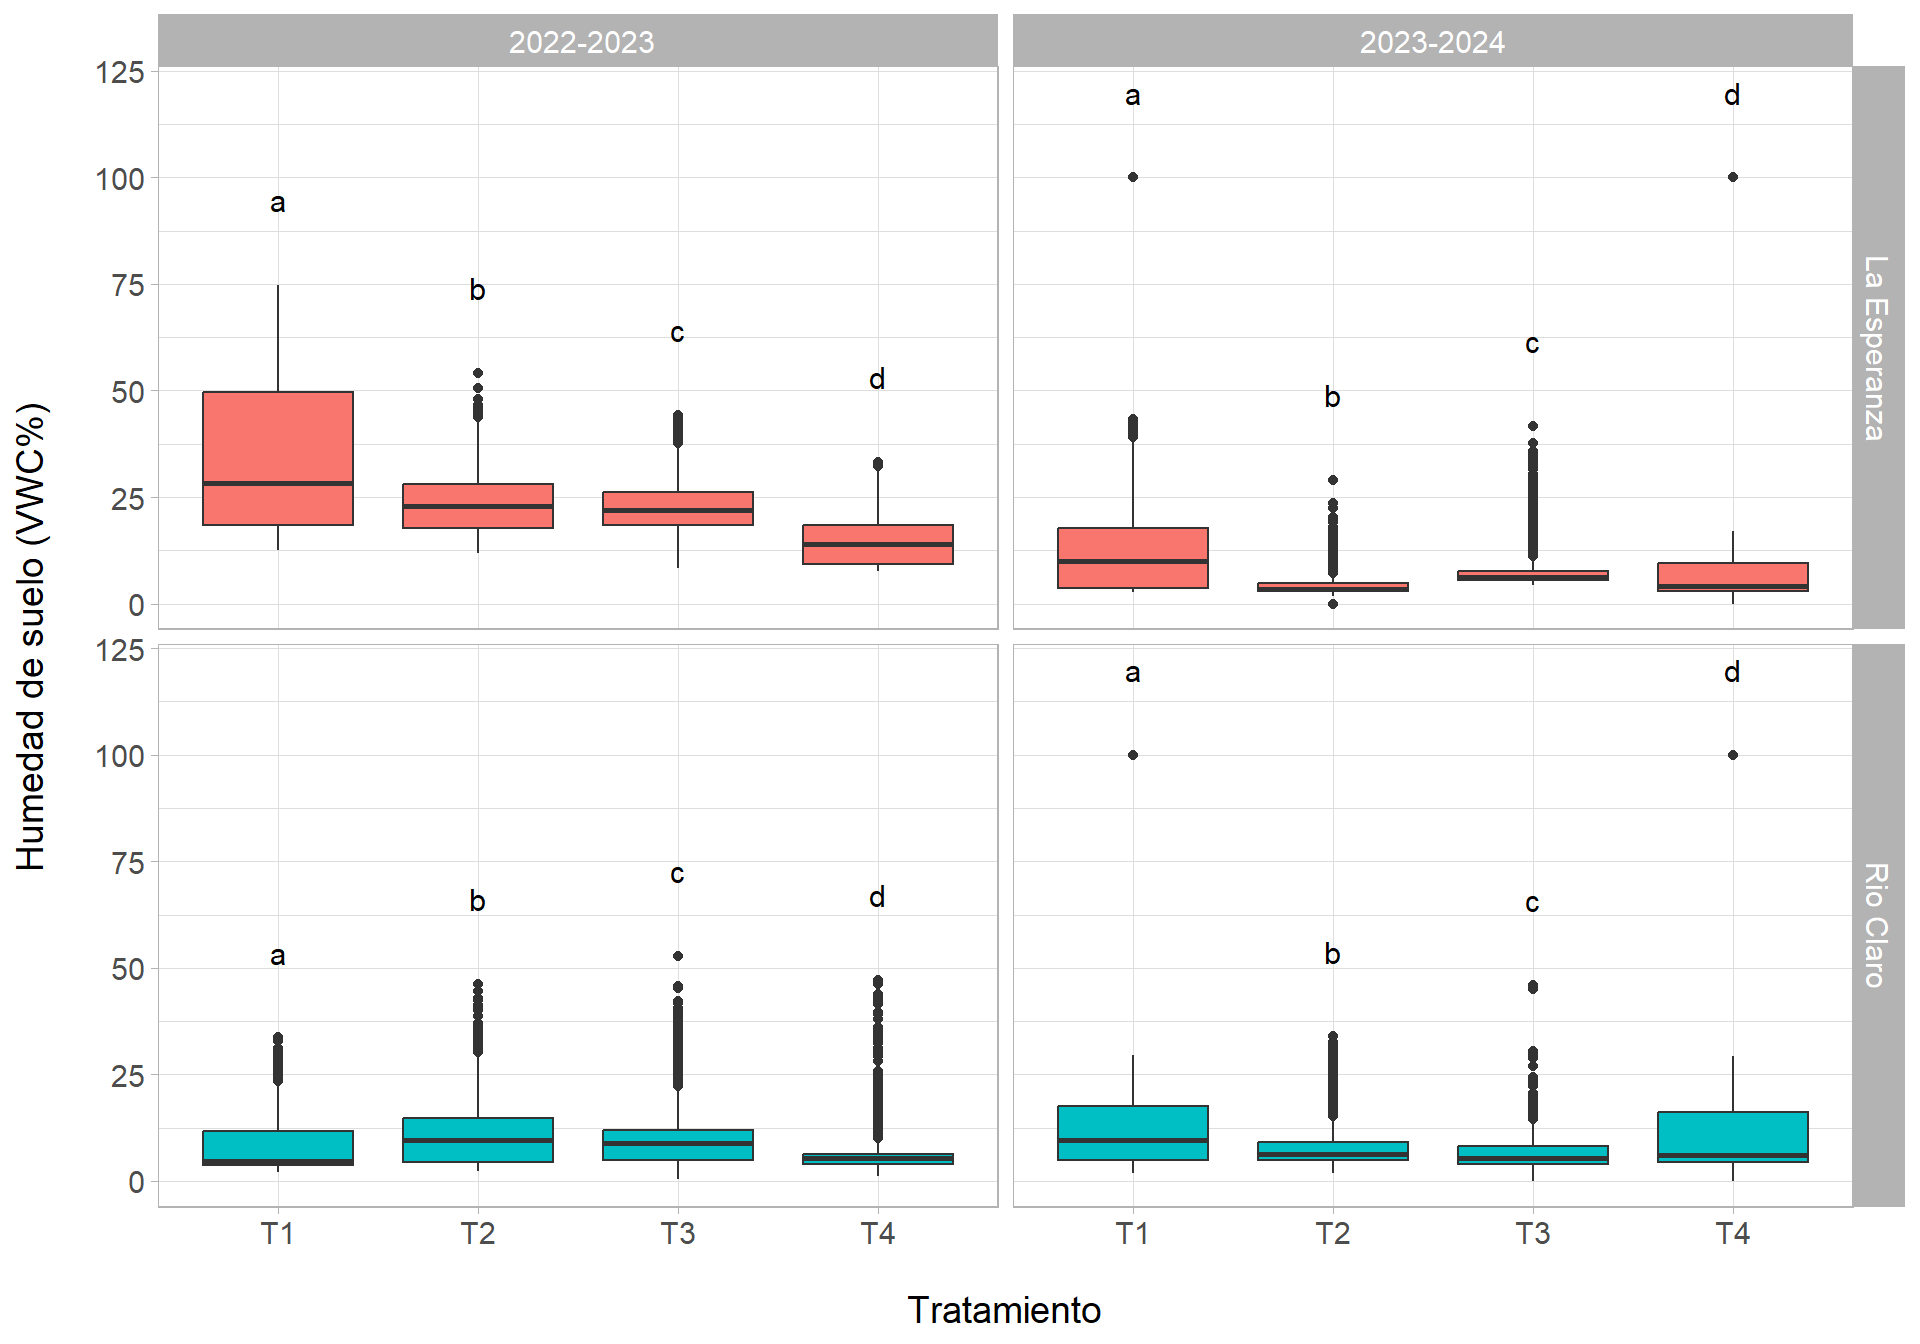 2022-2023
2023-2024
125
100
75
50
25
0
a
b
c
d
a
b
c
d
La Esperanza
Humedad de suelo (VWC%)
125
100
75
50
25
0
a
b
c
d
a
b
c
d
Rio Claro
T1 T2 T3 T4
T1 T2 T3 T4
Tratamiento